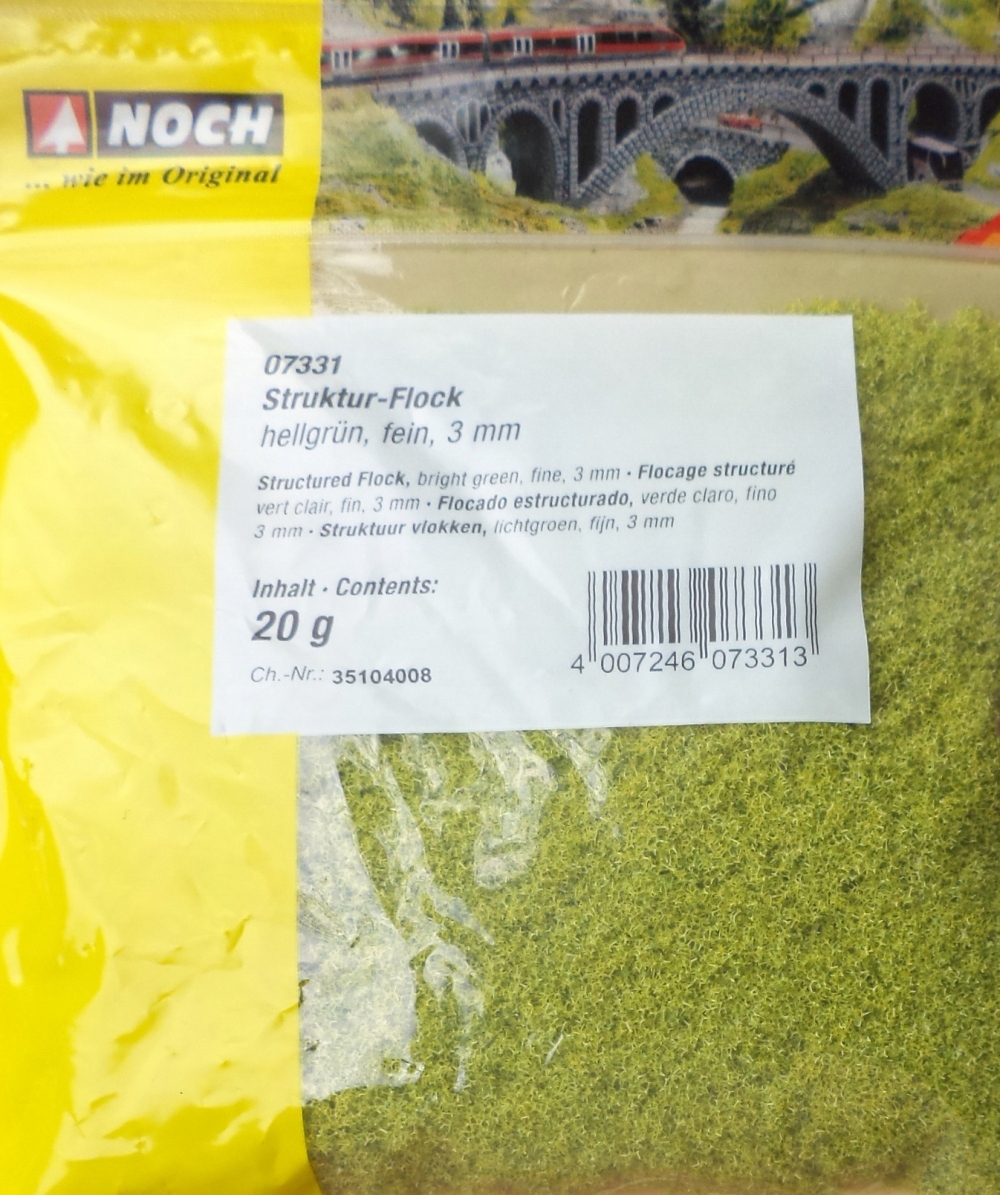 NOCH
... wie im Original
07331
Struktur-Flock
hellgrün, fein, 3 mm
Structured Flock, bright green, fine, 3 mm · Flocage structuré
vert clair, fin, 3 mm · Flocado estructurado, verde claro, fino
3 mm · Struktuur vlokken, lichtgroen, fijn, 3 mm
Inhalt · Contents:
20 g
Ch.-Nr.: 35104008
4 007246 073313